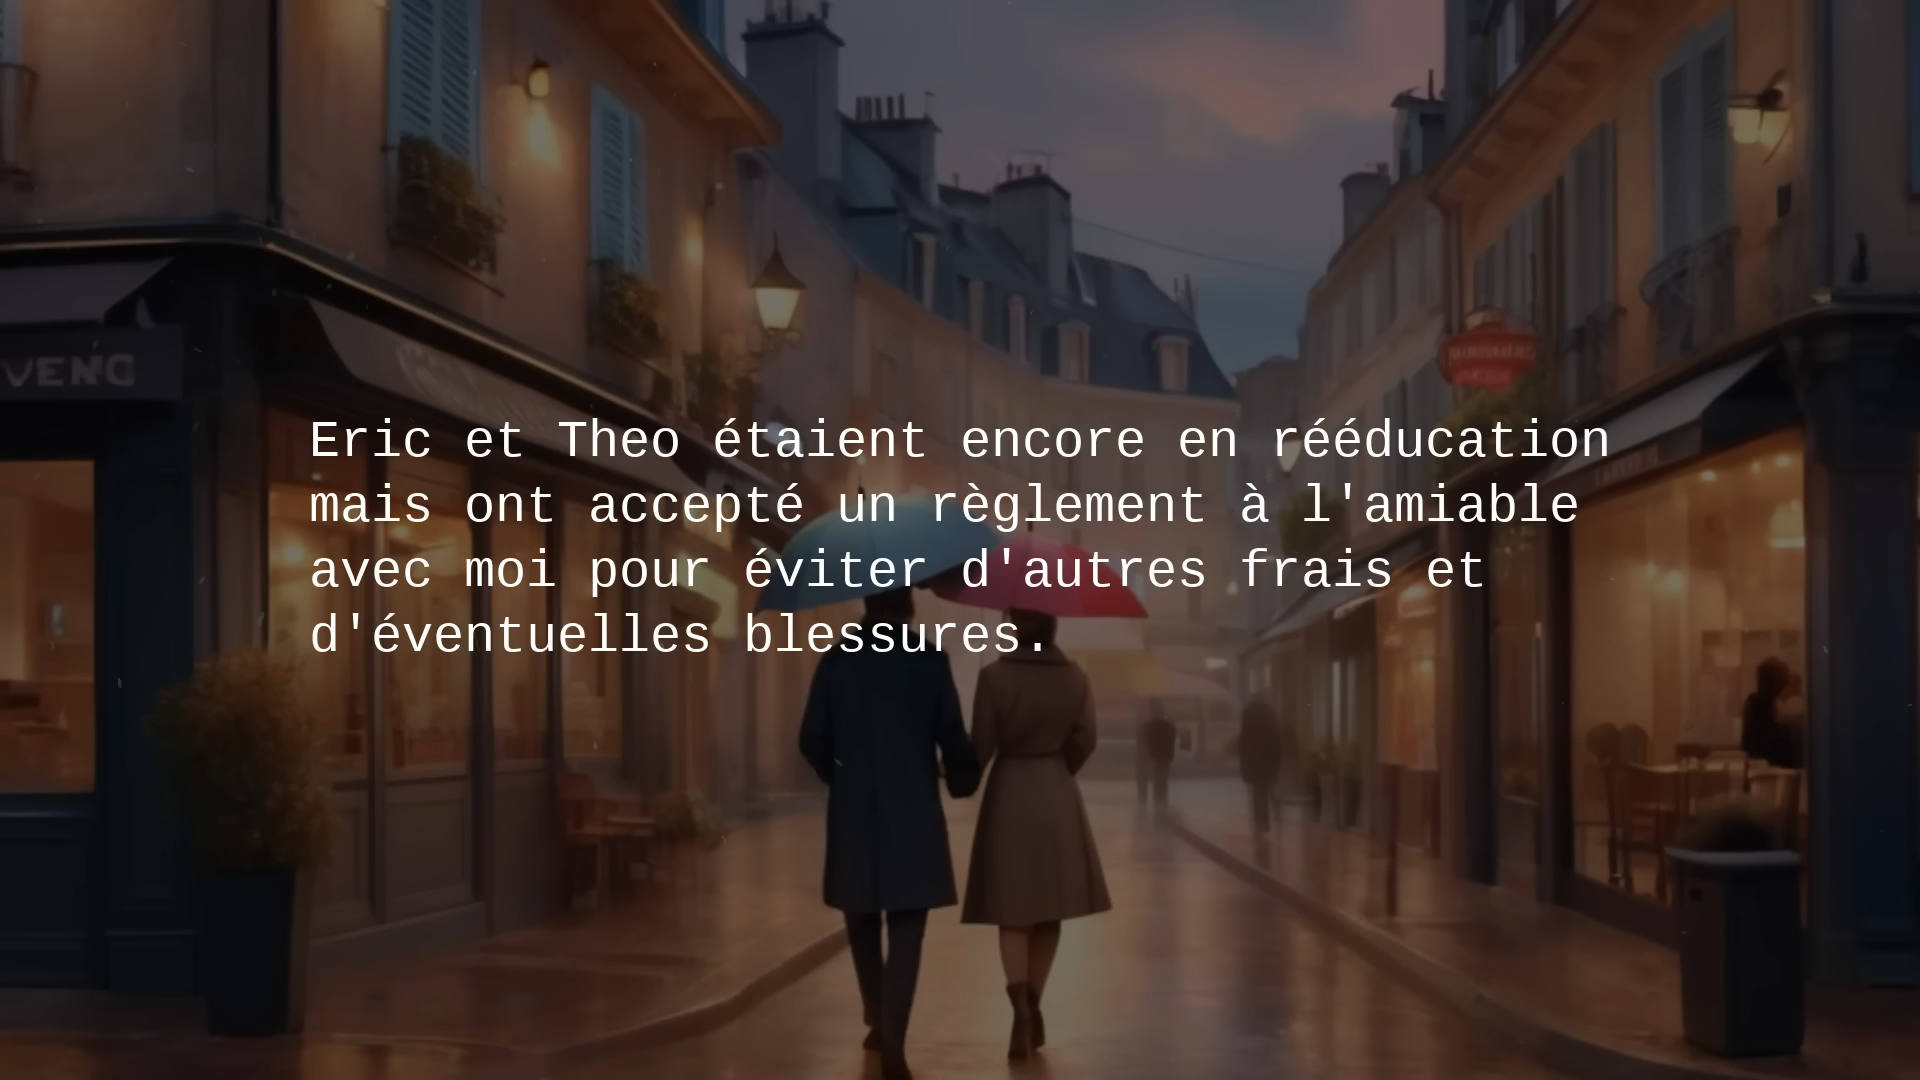 VENG
Eric et Theo étaient encore en rééducation
mais ont accepté un règlement à l'amiable
avec moi pour éviter d'autres frais et
d'éventuelles blessures.